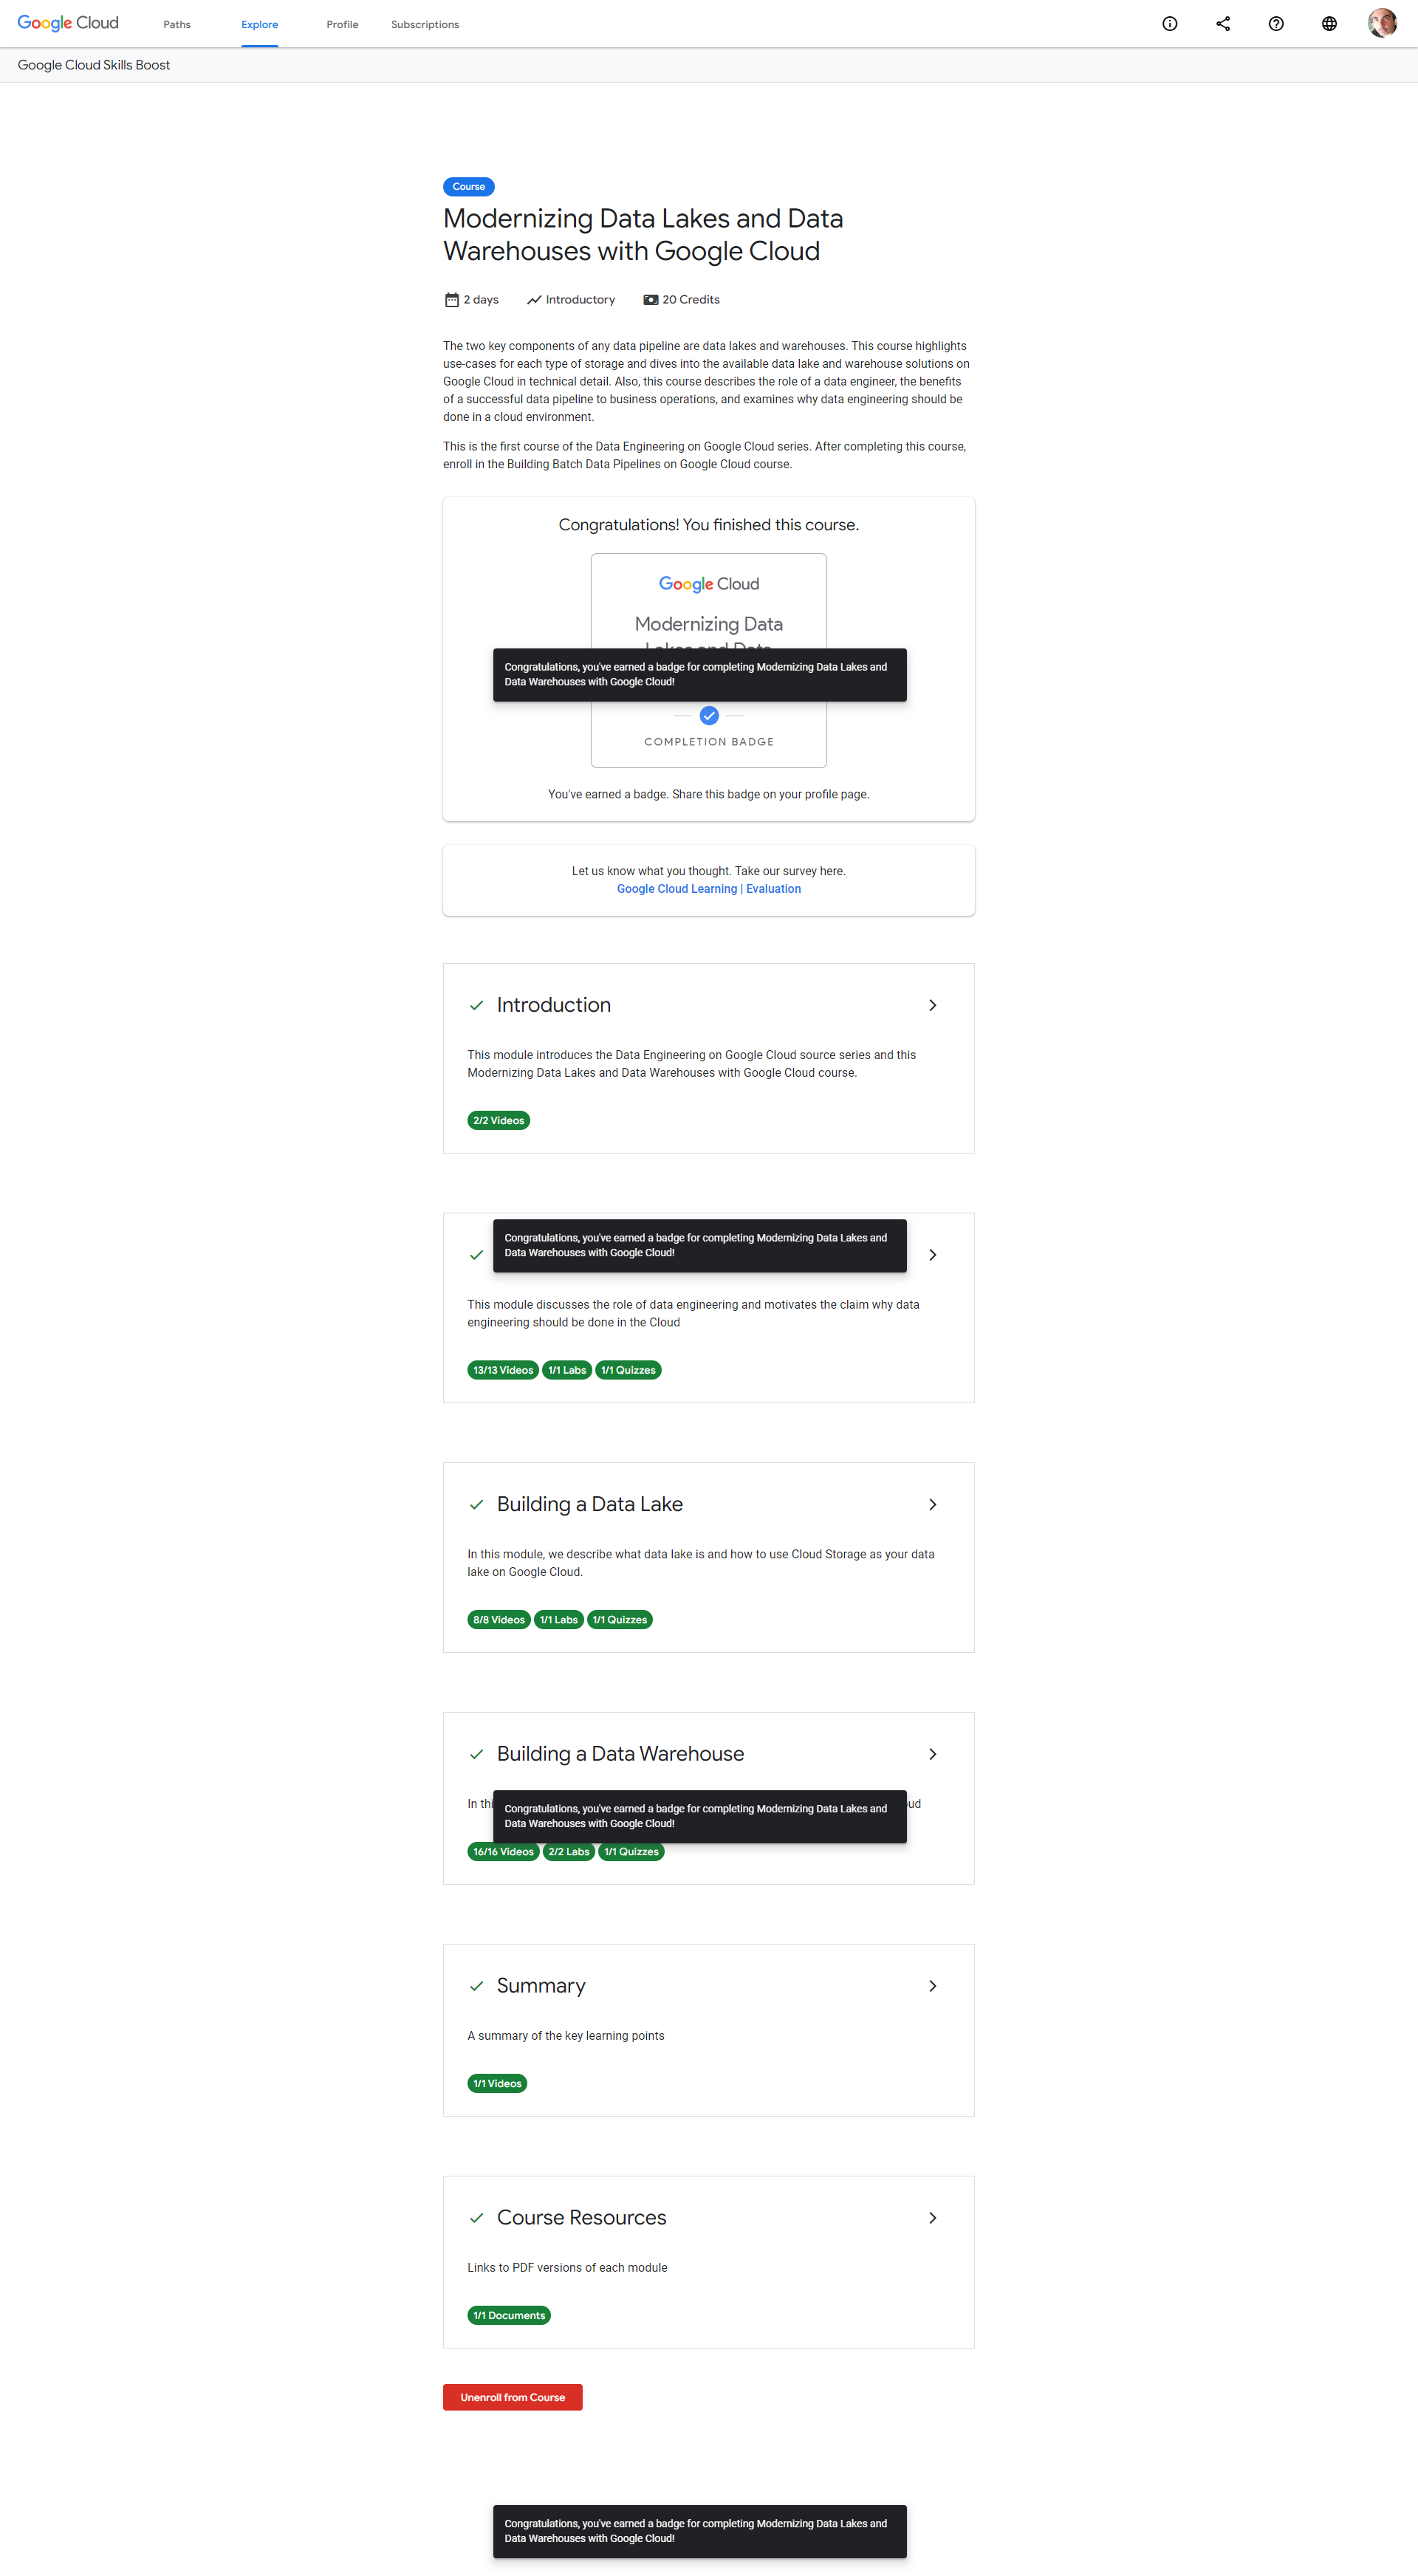 Google Cloud
Paths
Explore
Profile
Subscriptions
Google Cloud Skills Boost
Course
Modernizing Data Lakes and Data
Warehouses with Google Cloud
2 days
Introductory
20 Credits
The two key components of any data pipeline are data lakes and warehouses. This course highlights
use-cases for each type of storage and dives into the available data lake and warehouse solutions on
Google Cloud in technical detail. Also, this course describes the role of a data engineer, the benefits
of a successful data pipeline to business operations, and examines why data engineering should be
done in a cloud environment.
This is the first course of the Data Engineering on Google Cloud series. After completing this course,
enroll in the Building Batch Data Pipelines on Google Cloud course.
Congratulations! You finished this course.
Google Cloud
Modernizing Data
Lakes and Data
Congratulations, you've earned a badge for completing Modernizing Data Lakes and
Data Warehouses with Google Cloud!
COMPLETION BADGE
You've earned a badge. Share this badge on your profile page.
Let us know what you thought. Take our survey here.
Google Cloud Learning | Evaluation
Introduction
This module introduces the Data Engineering on Google Cloud source series and this
Modernizing Data Lakes and Data Warehouses with Google Cloud course.
2/2 Videos
Congratulations, you've earned a badge for completing Modernizing Data Lakes and
Data Warehouses with Google Cloud!
This module discusses the role of data engineering and motivates the claim why data
engineering should be done in the Cloud
13/13 Videos
1/1 Labs
1/1 Quizzes
Building a Data Lake
In this module, we describe what data lake is and how to use Cloud Storage as your data
lake on Google Cloud.
8/8 Videos
1/1 Labs
1/1 Quizzes
Building a Data Warehouse
In
Congratulations, you've earned a badge for completing Modernizing Data Lakes and
Data Warehouses with Google Cloud!
16/16 Videos
2/2 Labs
1/1 Quizzes
Summary
A summary of the key learning points
1/1 Videos
Course Resources
Links to PDF versions of each module
1/1 Documents
Unenroll from Course
Congratulations, you've earned a badge for completing Modernizing Data Lakes and
Data Warehouses with Google Cloud!